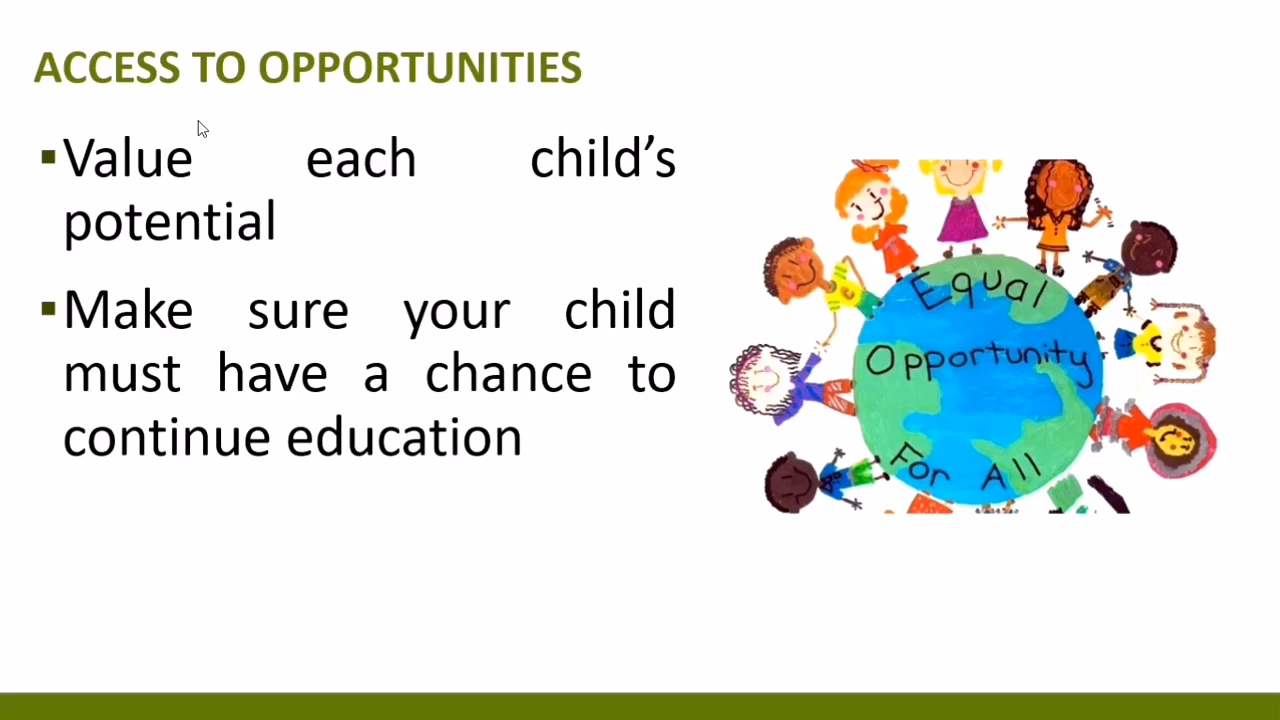 ACCESS TO OPPORTUNITIES
▪Value each child’s
potential
▪Make sure your child
must have a chance to
continue education
Equal
Opportunity
For All